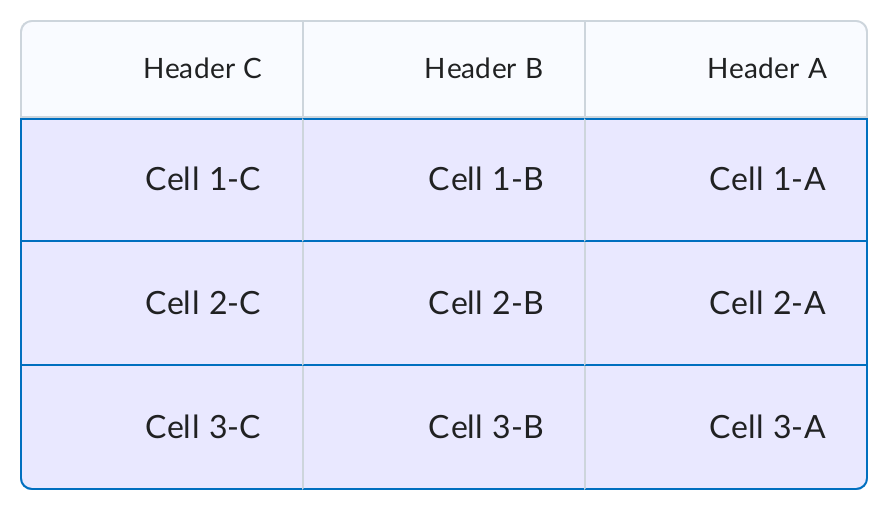 Header C Header B Header A
Cell 1-C Cell 1-B Cell 1-A
Cell 2-C Cell 2-B Cell 2-A
Cell 3-C Cell 3-B Cell 3-A